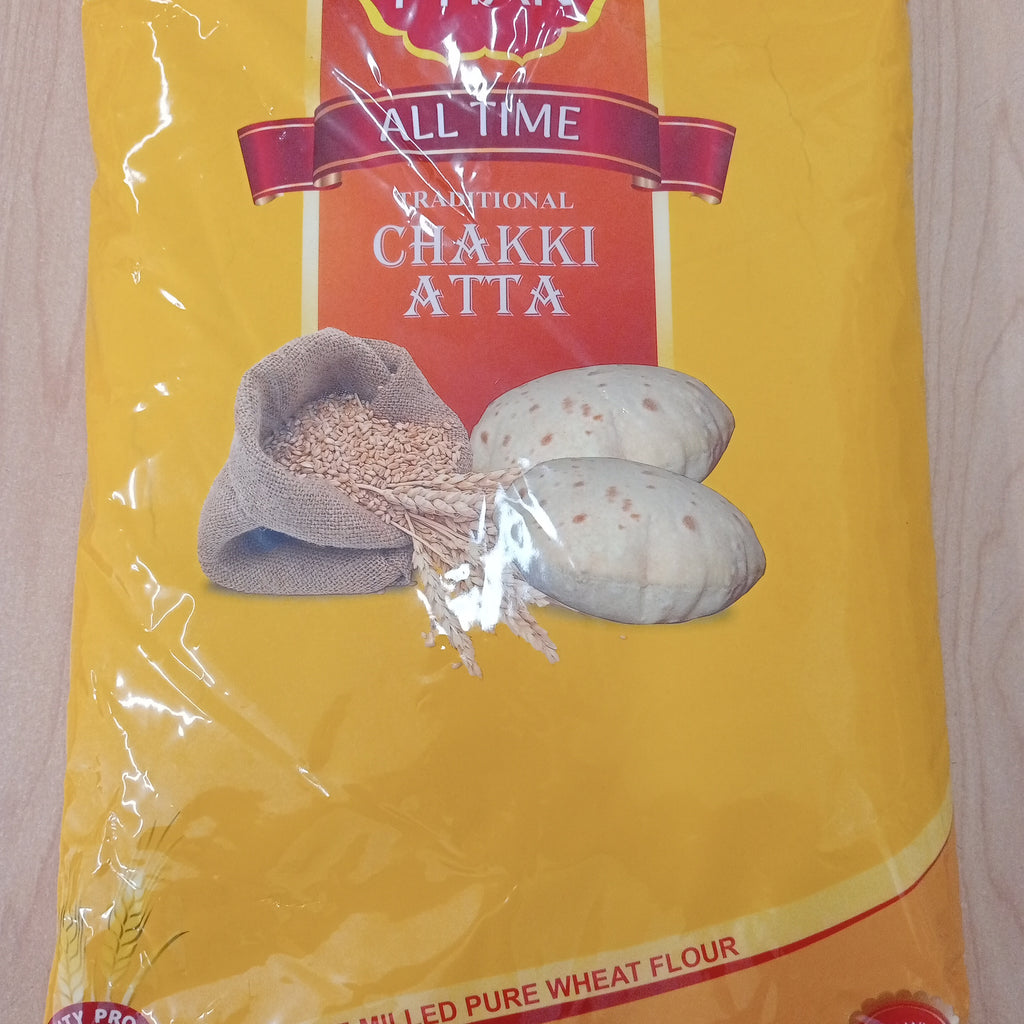 ALL TIME
TRADITIONAL
CHAKKI
ATTA
MILLED PURE WHEAT FLOUR